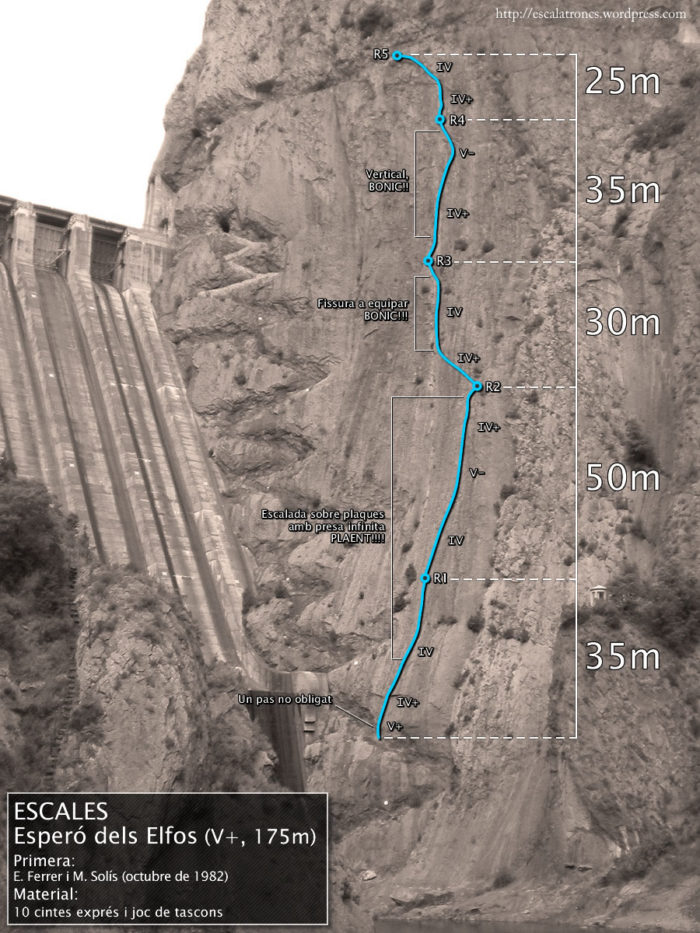 http://escalatroncs.wordpress.com
R5
IV
25m
IV+
R4
V-
Vertical,
BONIC!!
35m
IV+
R3
Fissura a equipar
BONIC!!!
IV
30m
IV+
R2
IV+
V-
50m
Escalada sobre plaques
amb presa infinita
PLAENT!!!!
IV
R1
IV
35m
Un pas no obligat
IV+
V+
ESCALES
Esperó dels Elfos (V+, 175m)
Primera:
E. Ferrer i M. Solís (octubre de 1982)
Material:
10 cintes exprés i joc de tascons